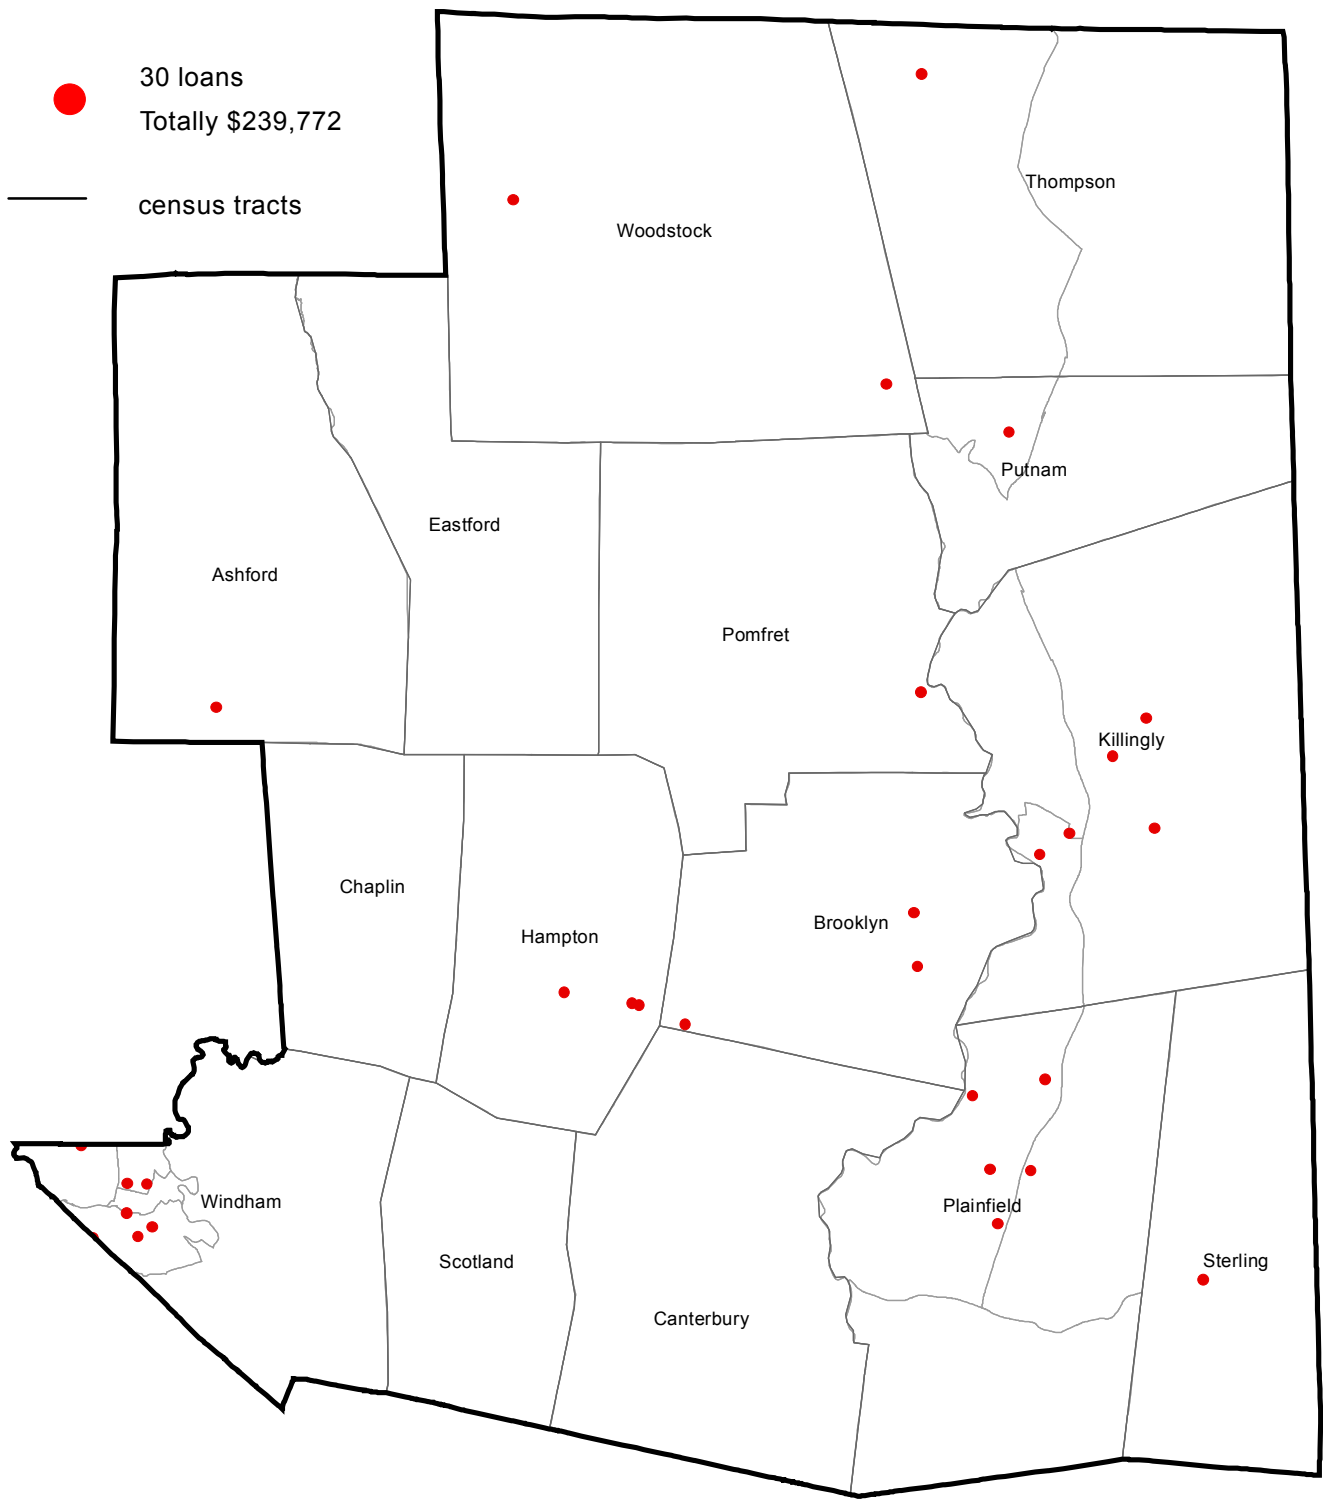 30 loans
Totally $239,772
census tracts
Thompson
Woodstock
Putnam
Eastford
Ashford
Pomfret
Killingly
Chaplin
Brooklyn
Hampton
Windham
Plainfield
Scotland
Sterling
Canterbury